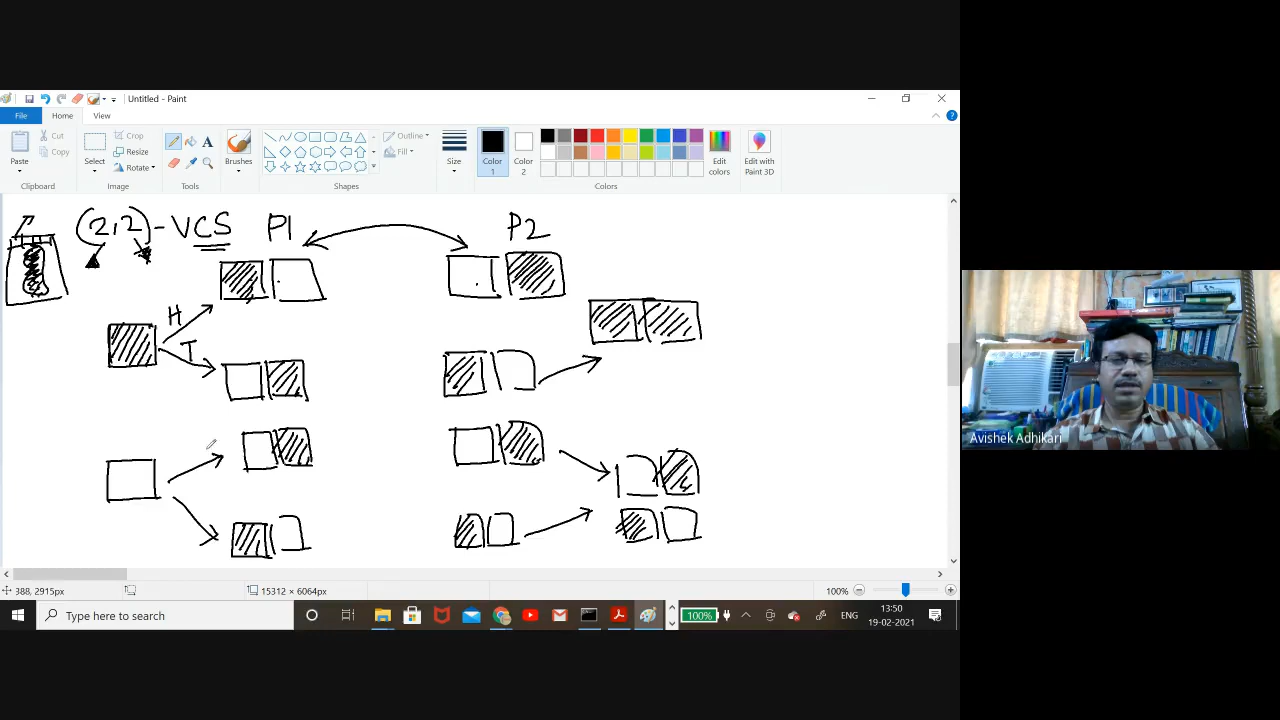 Untitled - Paint
File Home View
Paste Cut Copy
Select Crop Resize Rotate
Brushes
Outline Fill
Size
Color 1
Color 2
Edit colors
Edit with Paint 3D
Clipboard Image Tools Shapes Colors
(2,2)-VCS P1 P2
H
T
Avishek Adhikari
388, 2915px 15312 × 6064px 100%
Type here to search 100% ENG 13:50
19-02-2021